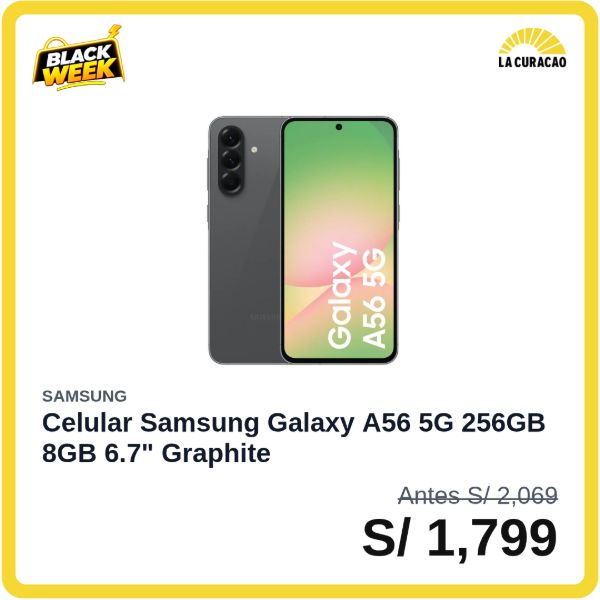 BLACK
WEEK
LA CURACAO
Galaxy
A56 5G
SAMSUNG
SAMSUNG
Celular Samsung Galaxy A56 5G 256GB
8GB 6.7" Graphite
Antes S/ 2,069
S/ 1,799